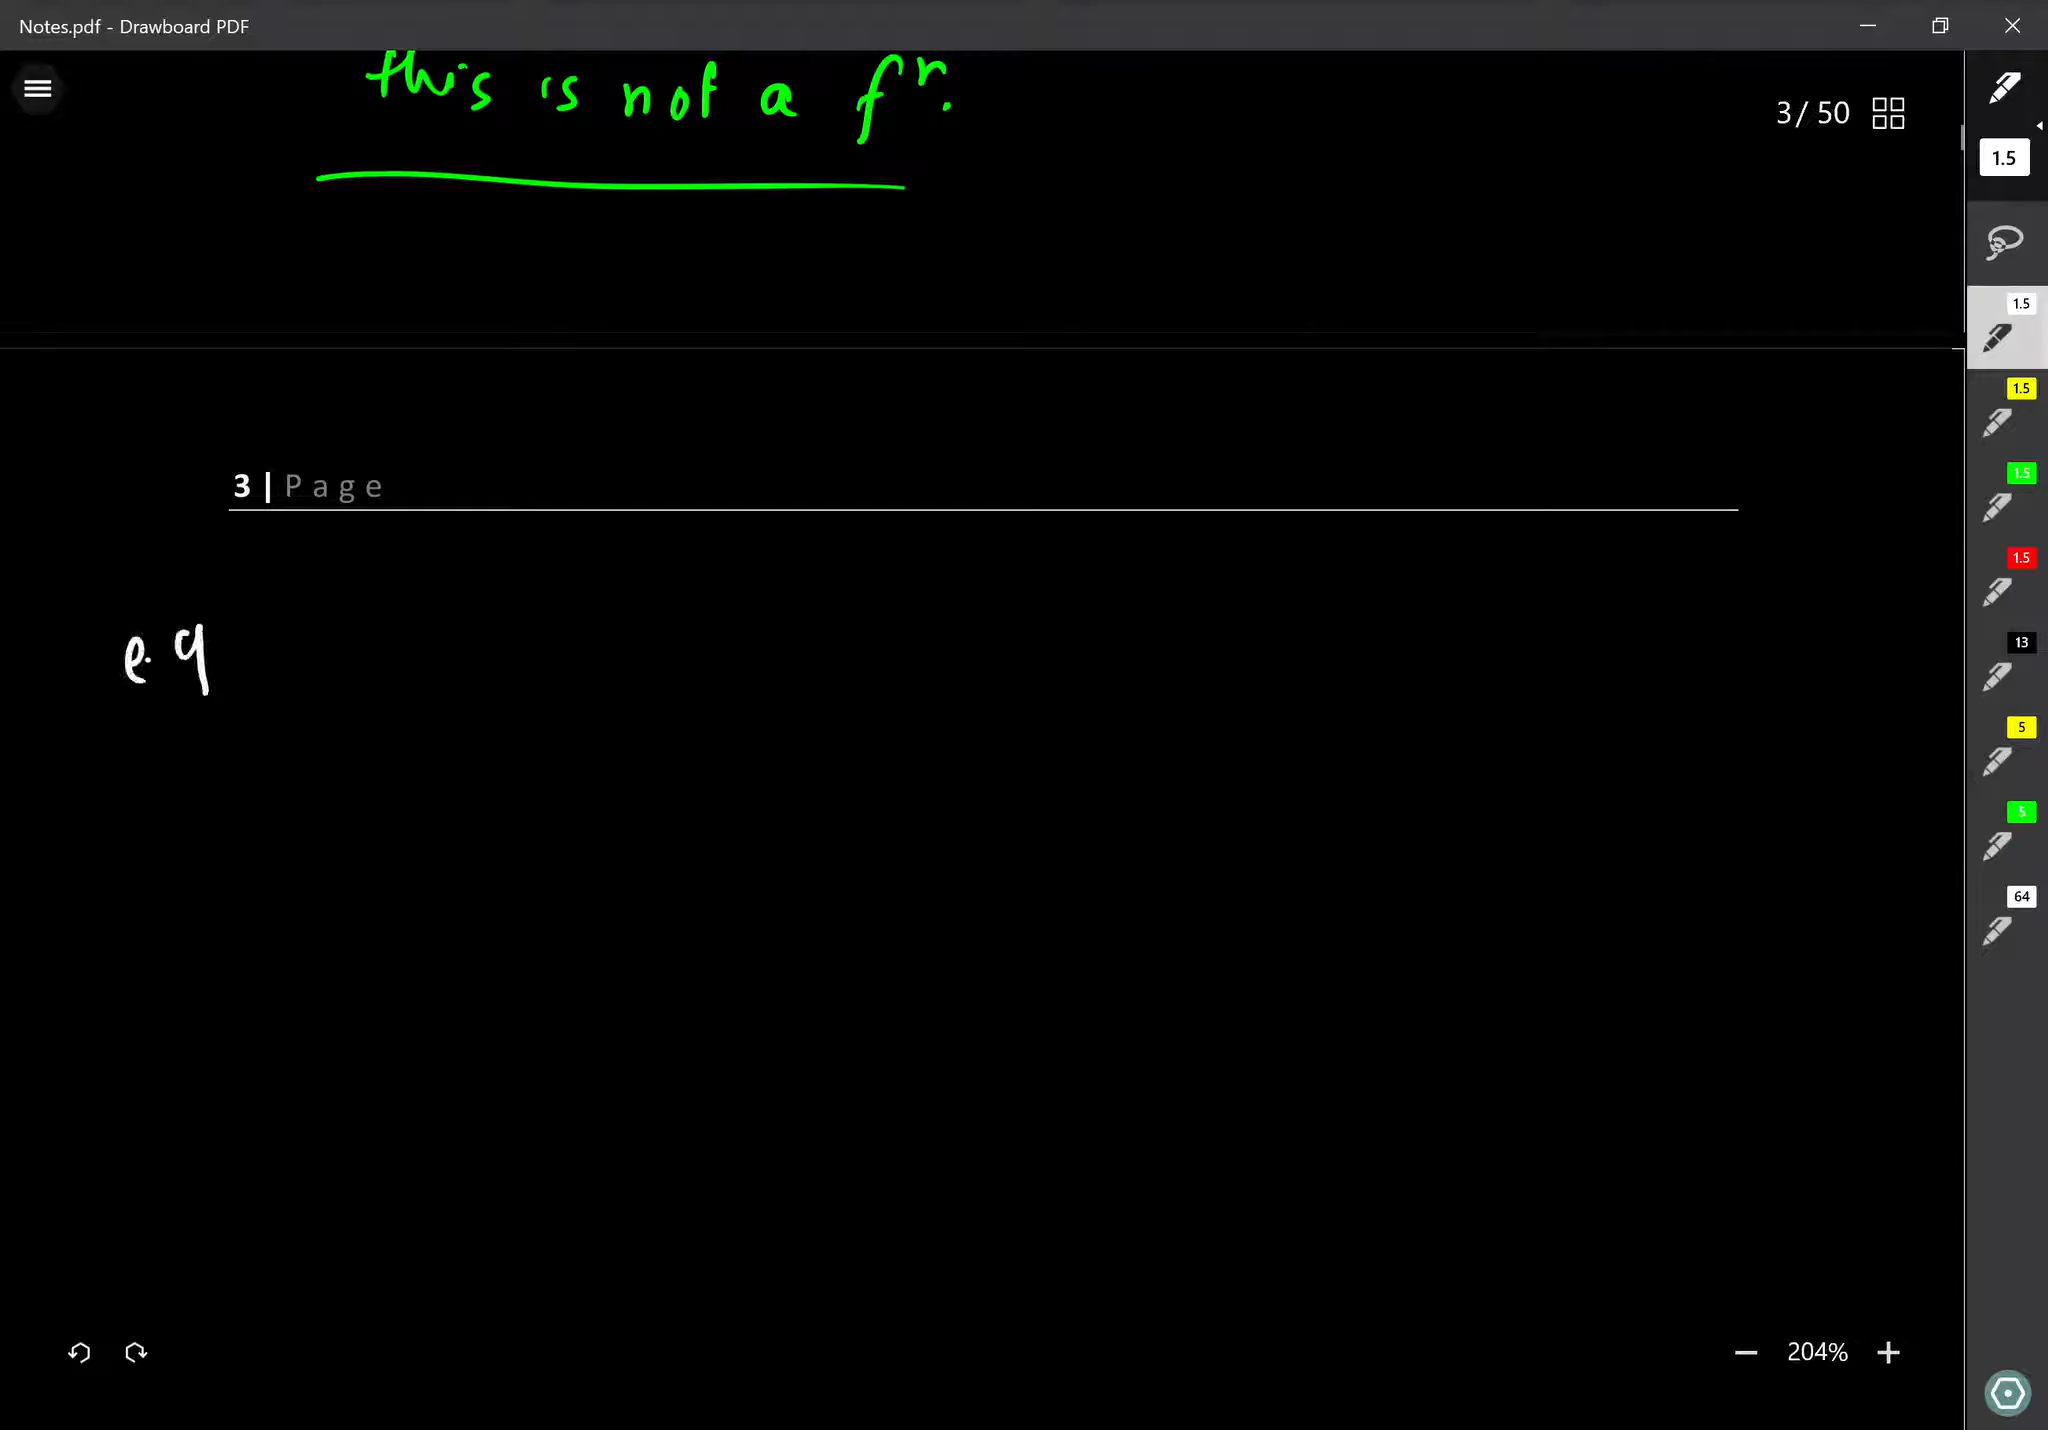 Notes.pdf - Drawboard PDF
this is not a fⁿ.
3/ 50
1.5
1.5
1.5
3 | Page
1.5
1.5
e.g
13
5
5
64
204%